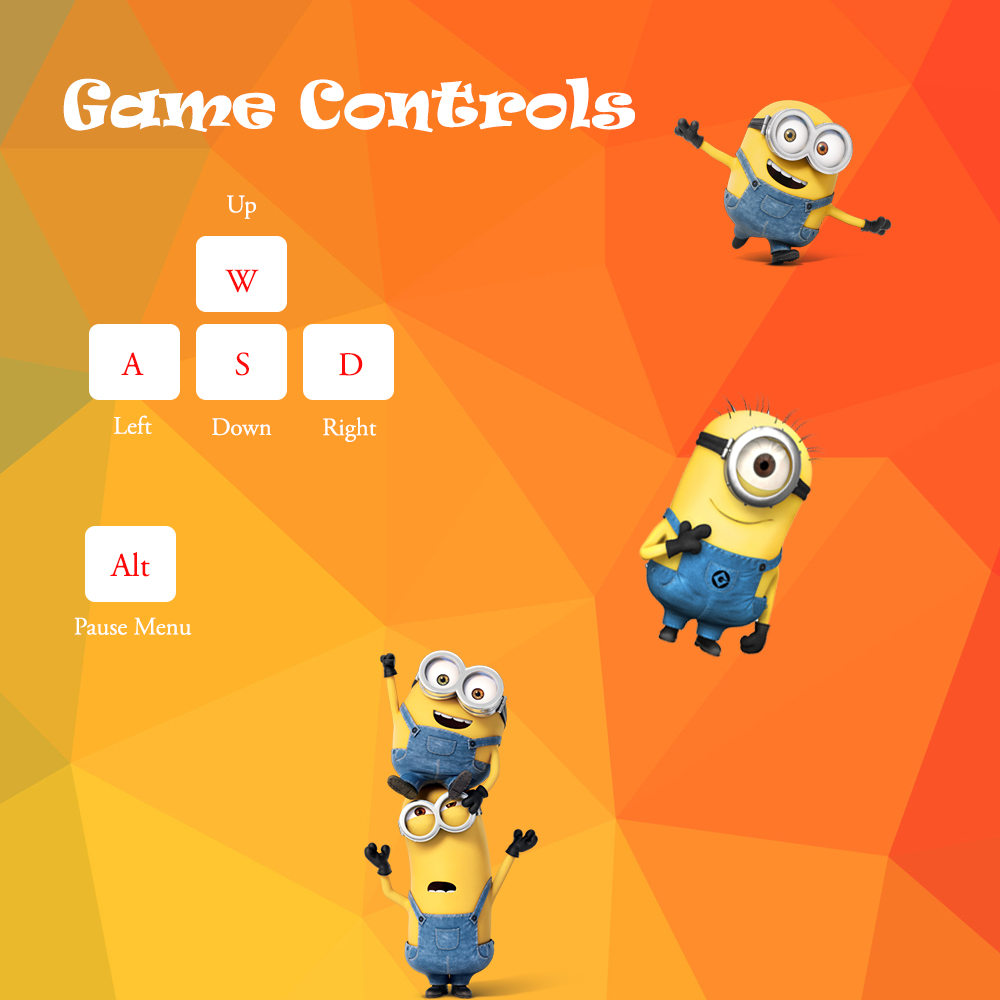 Game Controls
Up
W
A S D
Left Down Right
Alt
Pause Menu